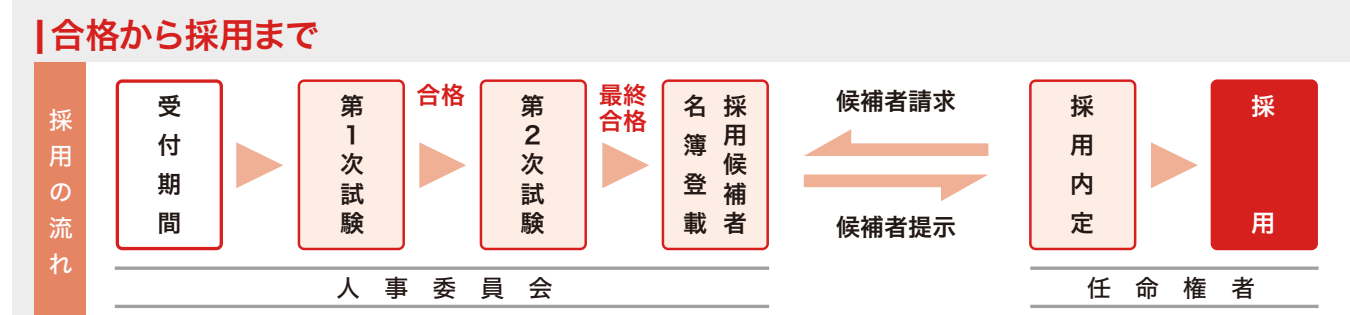 合格から採用まで
採用の流れ
受付期間
第1次試験
合格
第2次試験
最終
合格
採用候補者
名簿登載
候補者請求
候補者提示
採用内定
採用
人事委員会
任命権者